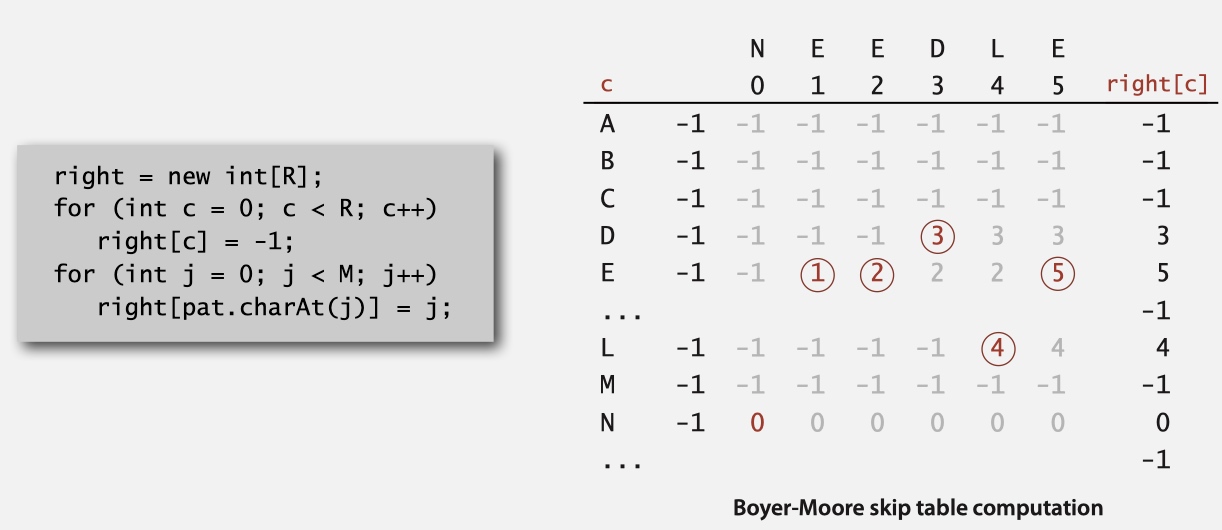 right = new int[R];
for (int c = 0; c < R; c++)
right[c] = -1;
for (int j = 0; j < M; j++)
right[pat.charAt(j)] = j;
N E E D L E
c 0 1 2 3 4 5 right[c]
A -1 -1 -1 -1 -1 -1 -1 -1
B -1 -1 -1 -1 -1 -1 -1 -1
C -1 -1 -1 -1 -1 -1 -1 -1
D -1 -1 -1 -1 3 3 3 3
E -1 -1 1 2 2 2 5 5
... -1
L -1 -1 -1 -1 -1 4 4 4
M -1 -1 -1 -1 -1 -1 -1 -1
N -1 0 0 0 0 0 0 0
... -1
Boyer-Moore skip table computation